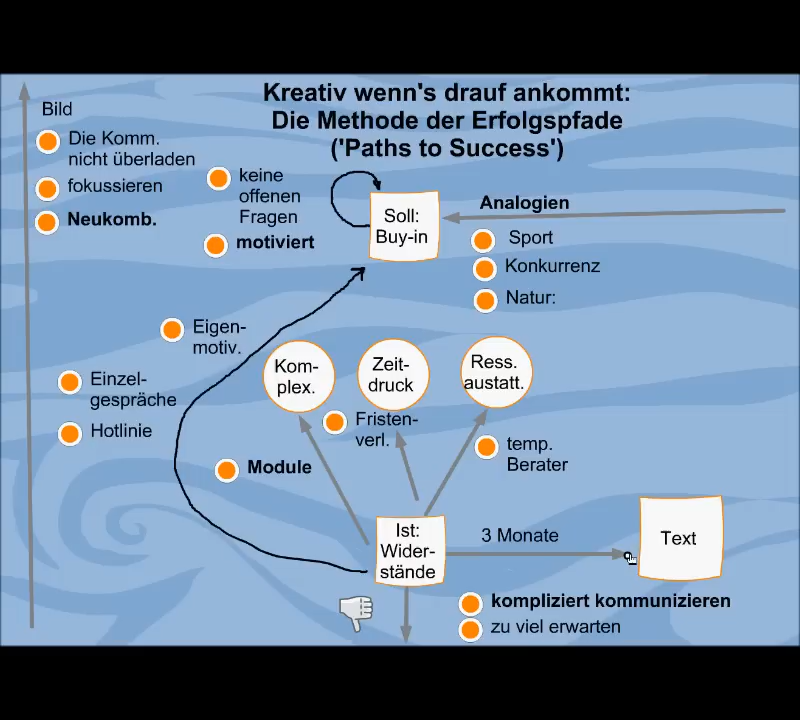 Kreativ wenn's drauf ankommt:
Die Methode der Erfolgspfade
('Paths to Success')
Bild
Die Komm.
nicht überladen
fokussieren
Neukomb.
keine
offenen
Fragen
motiviert
Soll:
Buy-in
Analogien
Sport
Konkurrenz
Natur:
Eigen-
motiv.
Einzel-
gespräche
Hotline
Kom-
plex.
Zeit-
druck
Ress.
austatt.
Fristen-
verl.
temp.
Berater
Module
Ist:
Wider-
stände
3 Monate
Text
kompliziert kommunizieren
zu viel erwarten